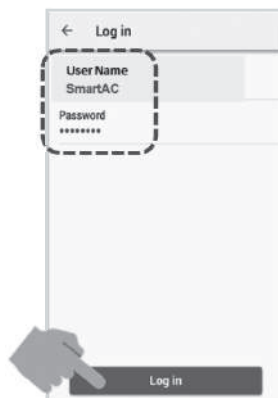 ← Log in
User Name
SmartAC
Password
••••••••
Log in